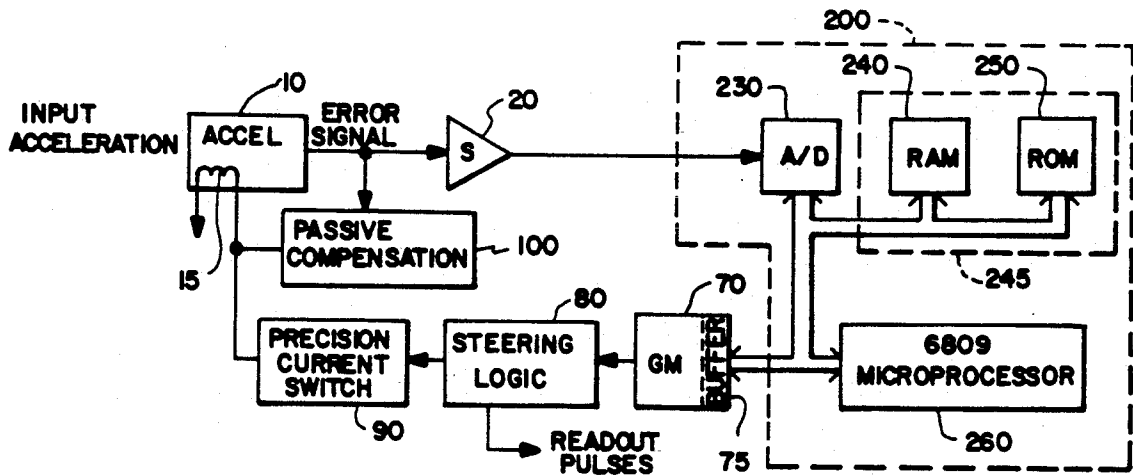 200
10
240
250
230
20
INPUT
ACCELERATION
ERROR
SIGNAL
ACCEL
S
A/D
RAM
ROM
PASSIVE
COMPENSATION
100
15
245
80
70
PRECISION
CURRENT
SWITCH
STEERING
LOGIC
GM
BUFFER
6809
MICROPROCESSOR
90
READOUT
PULSES
75
260